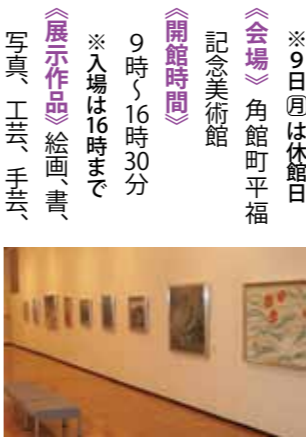 ※９日㊊は休館日
《会場》角館町平福
記念美術館
《開館時間》
９時〜16時30分
※入場は16時まで
《展示作品》絵画、書、
写真、工芸、手芸、